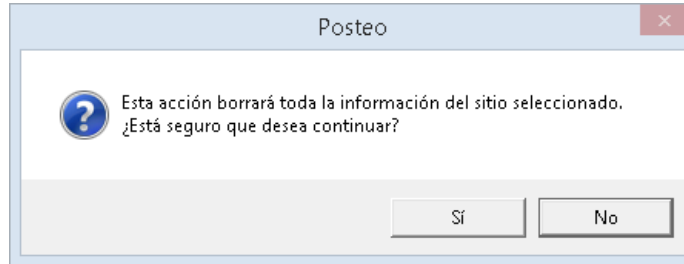 Posteo
Esta acción borrará toda la información del sitio seleccionado.
¿Está seguro que desea continuar?
Sí
No